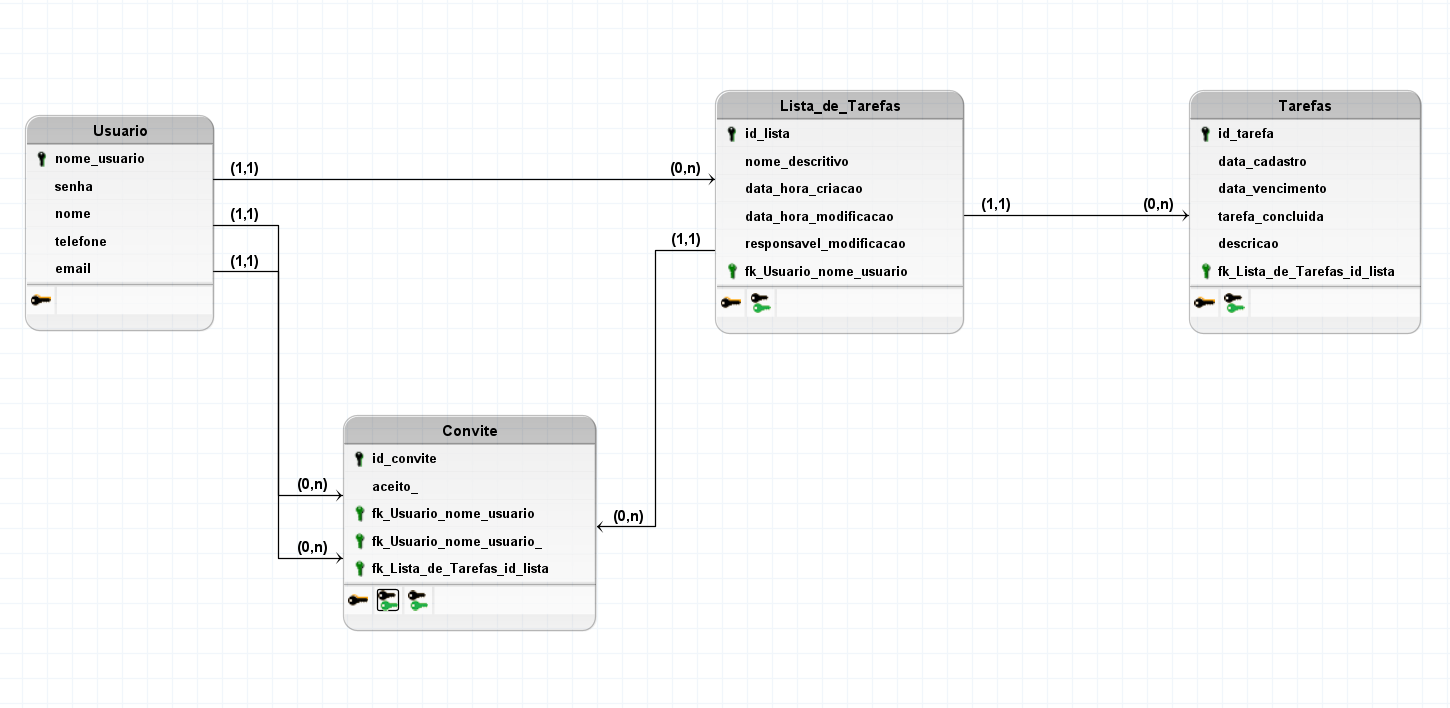 Usuario
nome_usuario
senha
nome
telefone
email
(1,1)
(0,n)
(1,1)
(1,1)
Lista_de_Tarefas
id_lista
nome_descritivo
data_hora_criacao
data_hora_modificacao
responsavel_modificacao
fk_Usuario_nome_usuario
(1,1)
(0,n)
(1,1)
(0,n)
Tarefas
id_tarefa
data_cadastro
data_vencimento
tarefa_concluida
descricao
fk_Lista_de_Tarefas_id_lista
Convite
id_convite
aceito_
fk_Usuario_nome_usuario
fk_Usuario_nome_usuario_
fk_Lista_de_Tarefas_id_lista
(0,n)
(0,n)